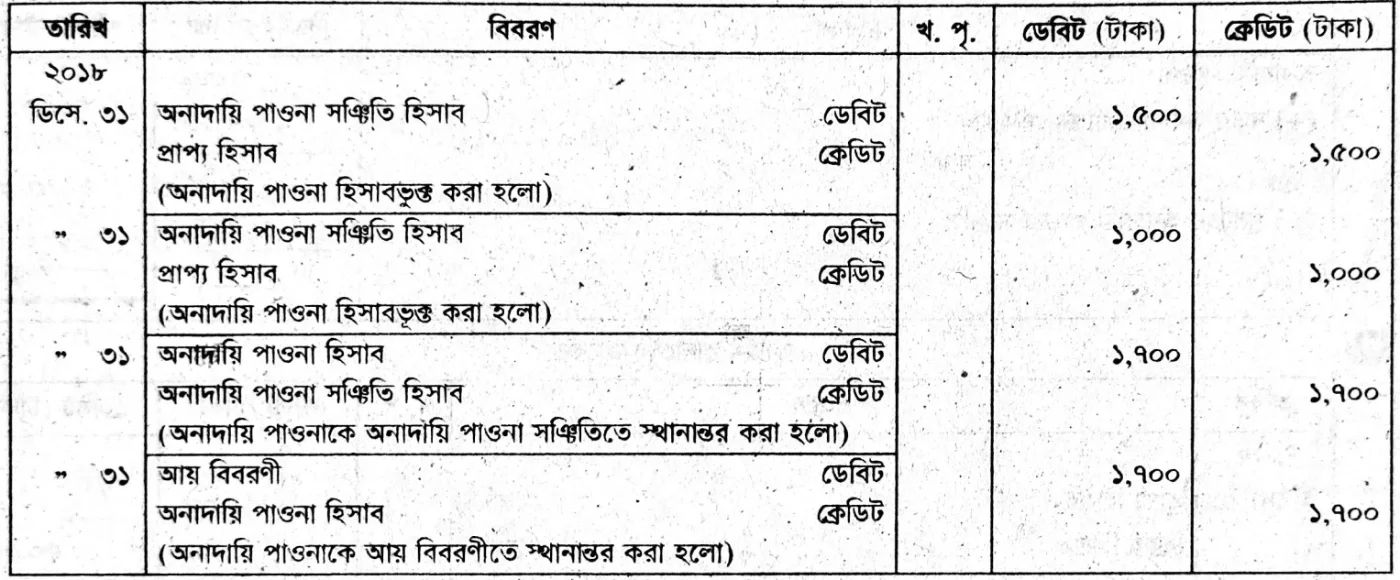 তারিখ বিবরণ খ. পৃ. ডেবিট (টাকা) ক্রেডিট (টাকা)
২০১৮
ডিসে. ৩১ অনাদায়ি পাওনা সঞ্চিতি হিসাব ডেবিট ১,৫০০
প্রাপ্য হিসাব ক্রেডিট ১,৫০০
(অনাদায়ি পাওনা হিসাবভুক্ত করা হলো)
” ৩১ অনাদায়ি পাওনা সঞ্চিতি হিসাব ডেবিট ১,০০০
প্রাপ্য হিসাব ক্রেডিট ১,০০০
(অনাদায়ি পাওনা হিসাবভূক্ত করা হলো)
” ৩১ অনাদায়ি পাওনা হিসাব ডেবিট ১,৭০০
অনাদায়ি পাওনা সঞ্চিতি হিসাব ক্রেডিট ১,৭০০
(অনাদায়ি পাওনাকে অনাদায়ি পাওনা সঞ্চিতিতে স্থানান্তর করা হলো)
” ৩১ আয় বিবরণী ডেবিট ১,৭০০
অনাদায়ি পাওনা হিসাব ক্রেডিট ১,৭০০
(অনাদায়ি পাওনাকে আয় বিবরণীতে স্থানান্তর করা হলো)